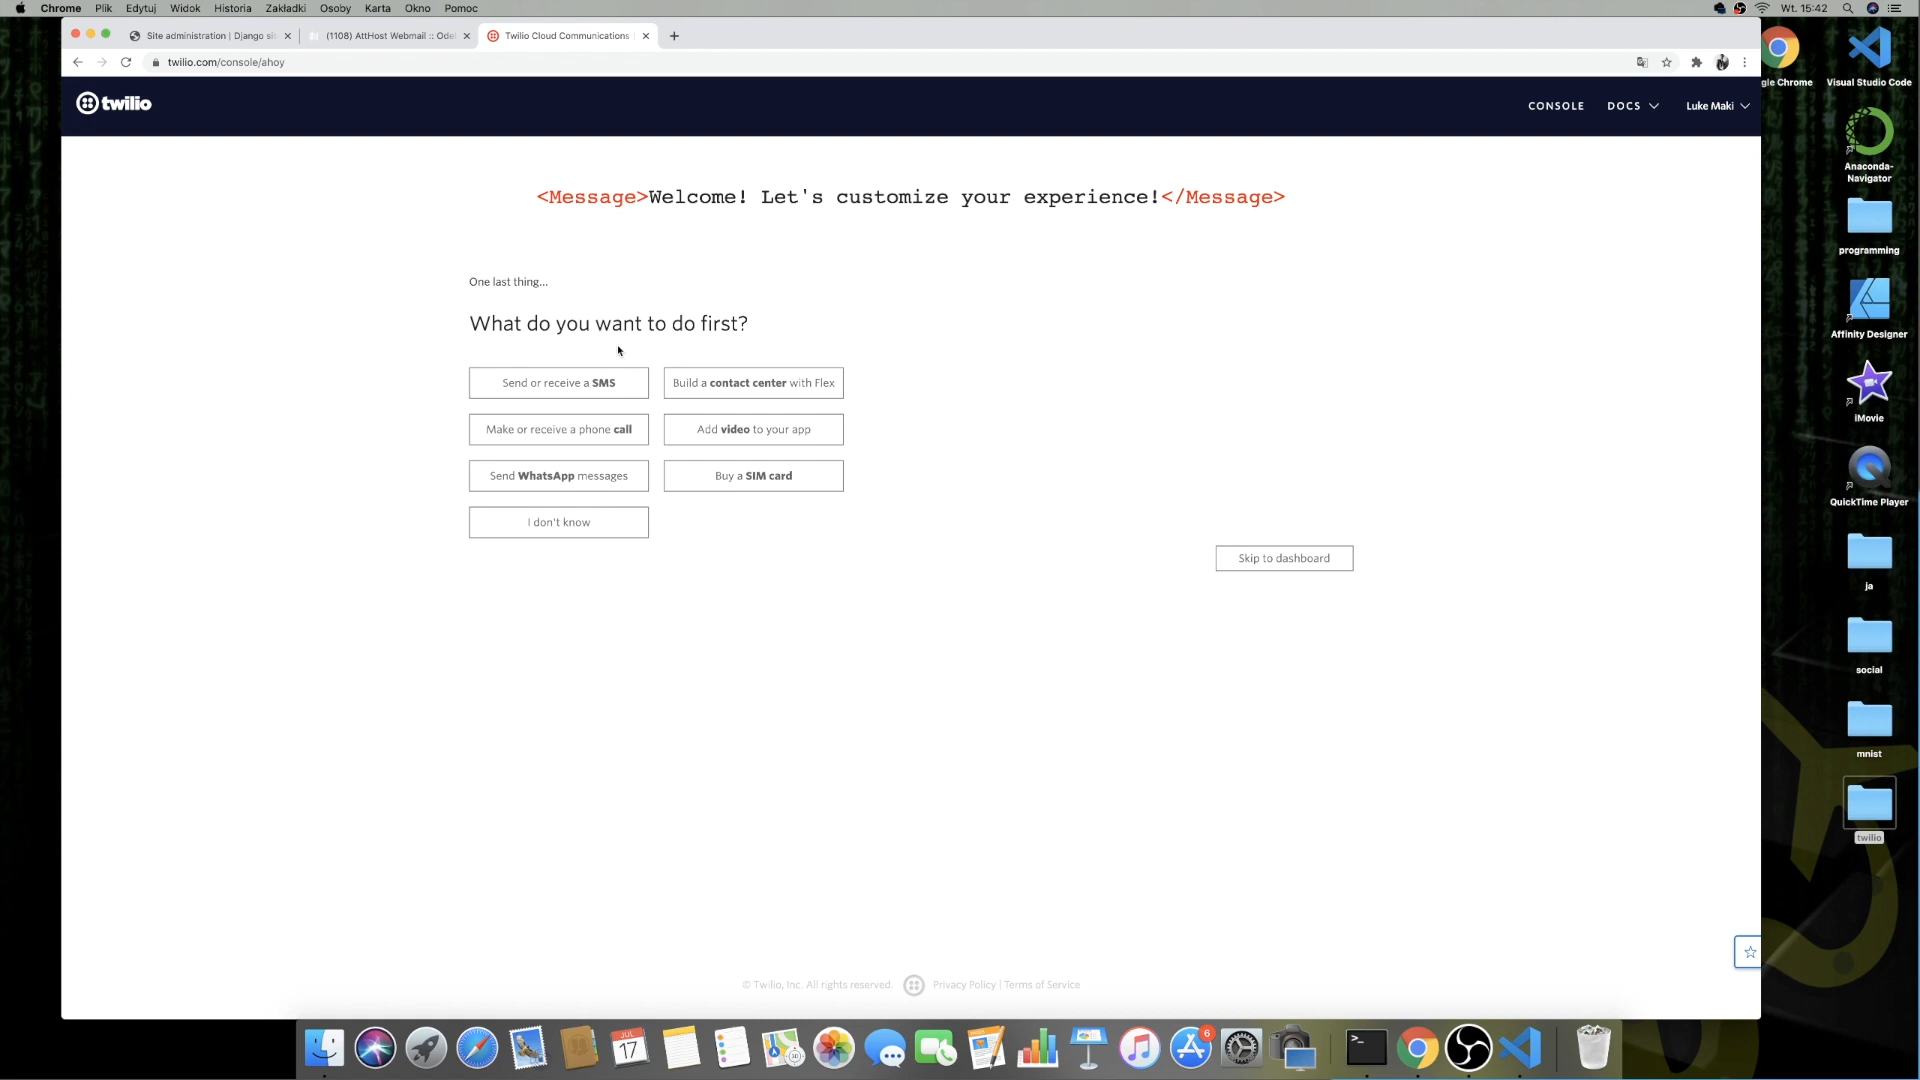 Chrome Plik Edytuj Widok Historia Zakładki Osoby Karta Okno Pomoc Wt. 15:42
Site administration | Django si
(1108) AttHost Webmail :: Ode
Twilio Cloud Communications
twilio.com/console/ahoy
twilio
CONSOLE DOCS Luke Maki
<Message>Welcome! Let's customize your experience!</Message>
One last thing...
What do you want to do first?
Send or receive a SMS
Build a contact center with Flex
Make or receive a phone call
Add video to your app
Send WhatsApp messages
Buy a SIM card
I don't know
Skip to dashboard
© Twilio, Inc. All rights reserved. Privacy Policy | Terms of Service
gle Chrome
Visual Studio Code
Anaconda-
Navigator
programming
Affinity Designer
iMovie
QuickTime Player
ja
social
mnist
twilio
JUL
17
6